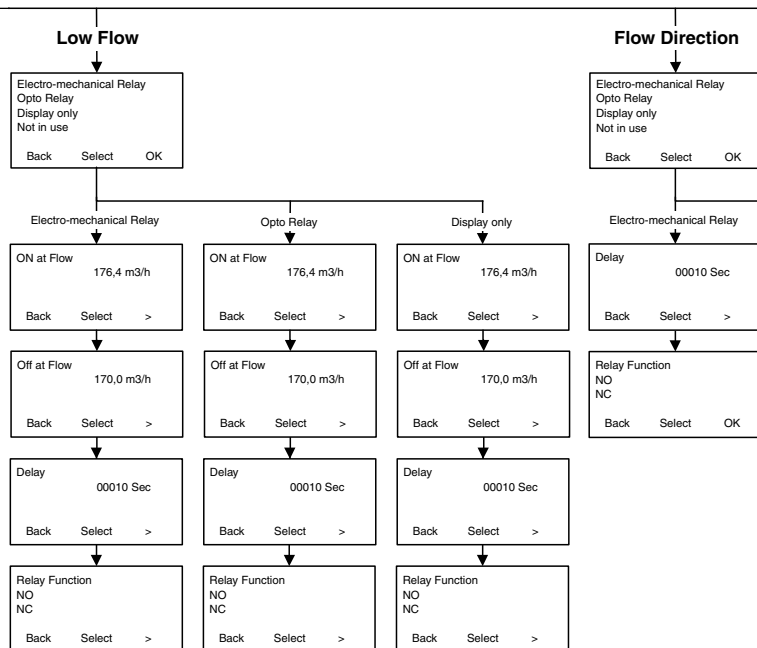 Low Flow
Electro-mechanical Relay
Opto Relay
Display only
Not in use
Back Select OK
Electro-mechanical Relay
ON at Flow
176,4 m3/h
Back Select >
Off at Flow
170,0 m3/h
Back Select >
Delay
00010 Sec
Back Select >
Relay Function
NO
NC
Back Select >
Opto Relay
ON at Flow
176,4 m3/h
Back Select >
Off at Flow
170,0 m3/h
Back Select >
Delay
00010 Sec
Back Select >
Relay Function
NO
NC
Back Select >
Display only
ON at Flow
176,4 m3/h
Back Select >
Off at Flow
170,0 m3/h
Back Select >
Delay
00010 Sec
Back Select >
Relay Function
NO
NC
Back Select >
Flow Direction
Electro-mechanical Relay
Opto Relay
Display only
Not in use
Back Select OK
Electro-mechanical Relay
Delay
00010 Sec
Back Select >
Relay Function
NO
NC
Back Select OK